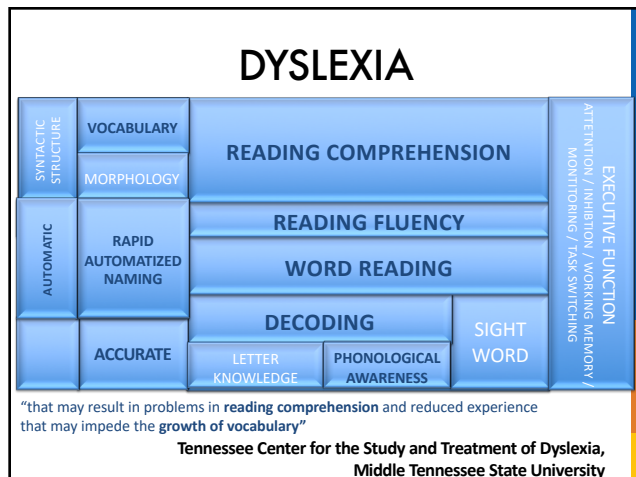 DYSLEXIA
SYNTACTIC
STRUCTURE
VOCABULARY
MORPHOLOGY
READING COMPREHENSION
EXECUTIVE FUNCTION
ATTETNTION / INHIBTION / WORKING MEMORY /
MONTITORING / TASK SWITCHING
AUTOMATIC
RAPID
AUTOMATIZED
NAMING
READING FLUENCY
WORD READING
ACCURATE
DECODING
SIGHT
WORD
LETTER
KNOWLEDGE
PHONOLOGICAL
AWARENESS
“that may result in problems in reading comprehension and reduced experience
that may impede the growth of vocabulary”
Tennessee Center for the Study and Treatment of Dyslexia,
Middle Tennessee State University